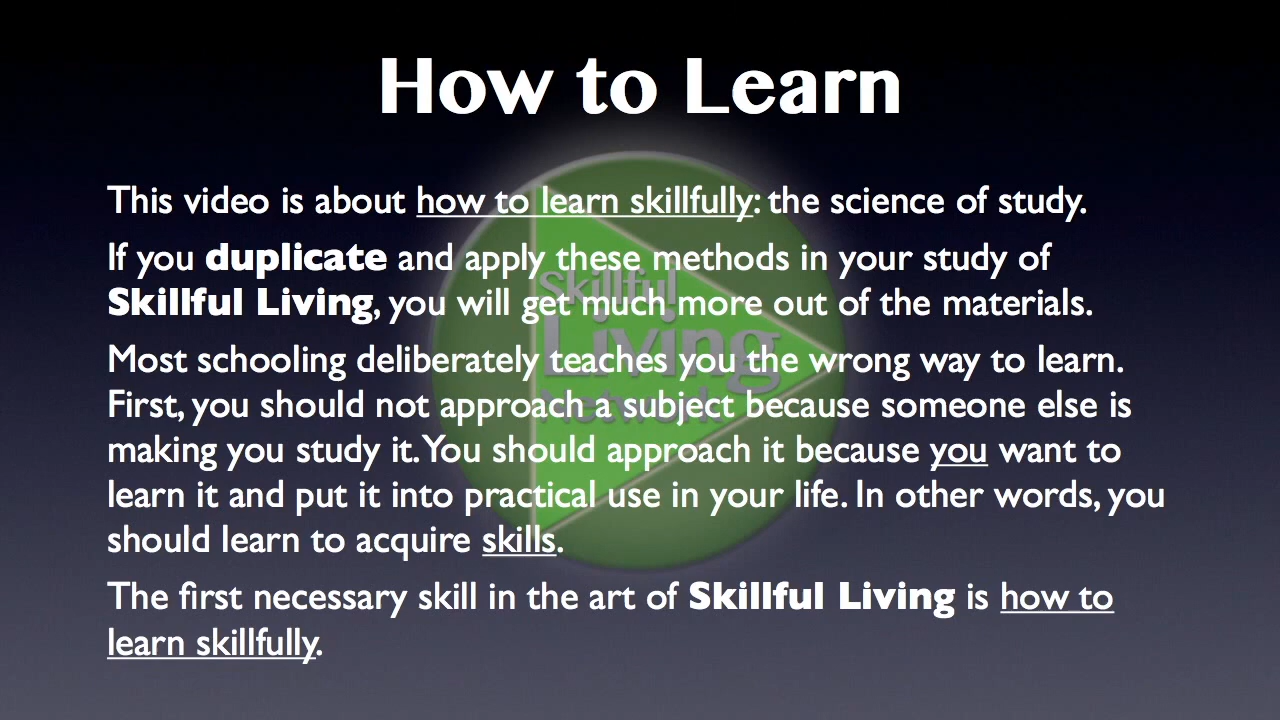 How to Learn
This video is about how to learn skillfully: the science of study.
If you duplicate and apply these methods in your study of
Skillful Living, you will get much more out of the materials.
Most schooling deliberately teaches you the wrong way to learn.
First, you should not approach a subject because someone else is
making you study it. You should approach it because you want to
learn it and put it into practical use in your life. In other words, you
should learn to acquire skills.
The first necessary skill in the art of Skillful Living is how to
learn skillfully.
Skillful
Living
Network